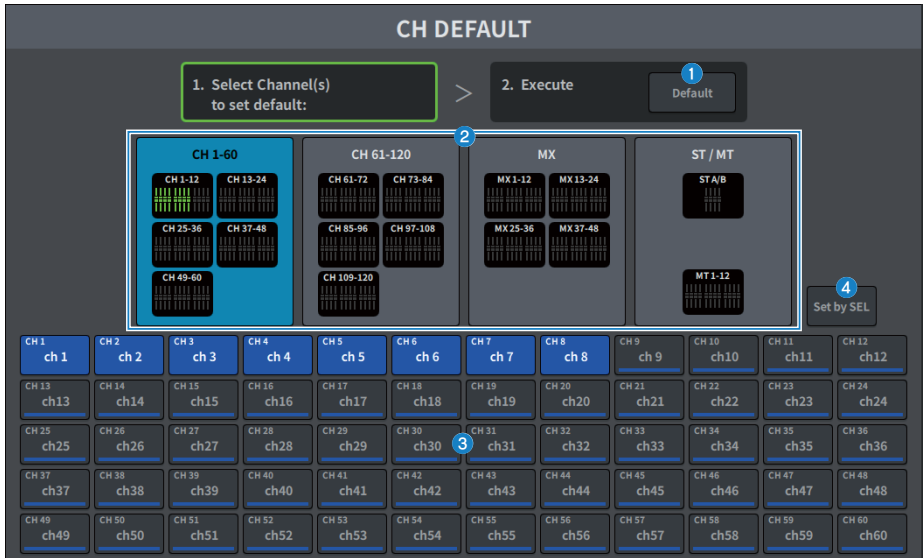 CH DEFAULT
1. Select Channel(s)
to set default:
>
2. Execute
1
Default
2
CH 1-60
CH 1-12 CH 13-24
CH 25-36 CH 37-48
CH 49-60
CH 61-120
CH 61-72 CH 73-84
CH 85-96 CH 97-108
CH 109-120
MX
MX 1-12 MX 13-24
MX 25-36 MX 37-48
ST / MT
ST A/B
MT 1-12
4
Set by SEL
CH 1 CH 2 CH 3 CH 4 CH 5 CH 6 CH 7 CH 8 CH 9 CH 10 CH 11 CH 12
ch 1 ch 2 ch 3 ch 4 ch 5 ch 6 ch 7 ch 8 ch 9 ch10 ch11 ch12
CH 13 CH 14 CH 15 CH 16 CH 17 CH 18 CH 19 CH 20 CH 21 CH 22 CH 23 CH 24
ch13 ch14 ch15 ch16 ch17 ch18 ch19 ch20 ch21 ch22 ch23 ch24
CH 25 CH 26 CH 27 CH 28 CH 29 CH 30 CH 31 CH 32 CH 33 CH 34 CH 35 CH 36
ch25 ch26 ch27 ch28 ch29 ch30 3 ch31 ch32 ch33 ch34 ch35 ch36
CH 37 CH 38 CH 39 CH 40 CH 41 CH 42 CH 43 CH 44 CH 45 CH 46 CH 47 CH 48
ch37 ch38 ch39 ch40 ch41 ch42 ch43 ch44 ch45 ch46 ch47 ch48
CH 49 CH 50 CH 51 CH 52 CH 53 CH 54 CH 55 CH 56 CH 57 CH 58 CH 59 CH 60
ch49 ch50 ch51 ch52 ch53 ch54 ch55 ch56 ch57 ch58 ch59 ch60